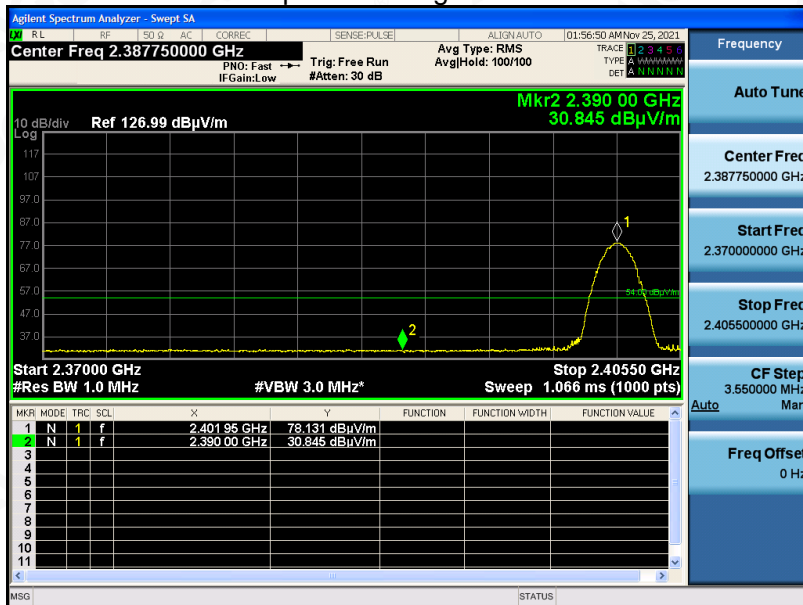 Agilent Spectrum Analyzer - Swept SA
LXI RL RF 50 Ω AC CORREC SENSE:PULSE ALIGN AUTO 01:56:50 AM Nov 25, 2021
Center Freq 2.387750000 GHz
PNO: Fast
IFGain:Low
Trig: Free Run
#Atten: 30 dB
Avg Type: RMS
Avg|Hold: 100/100
TRACE 1 2 3 4 5 6
TYPE A WWWWW
DET A N N N N N
Mkr2 2.390 00 GHz
30.845 dBµV/m
10 dB/div Ref 126.99 dBµV/m
Log
117
107
97.0
87.0
77.0
67.0
57.0
47.0
37.0
1
54.00 dBµV/m
2
Start 2.37000 GHz Stop 2.40550 GHz
#Res BW 1.0 MHz #VBW 3.0 MHz* Sweep 1.066 ms (1000 pts)
MKR MODE TRC SCL X Y FUNCTION FUNCTION WIDTH FUNCTION VALUE
1 N 1 f 2.401 95 GHz 78.131 dBµV/m
2 N 1 f 2.390 00 GHz 30.845 dBµV/m
3
4
5
6
7
8
9
10
11
MSG STATUS
Frequency
Auto Tune
Center Freq
2.387750000 GHz
Start Freq
2.370000000 GHz
Stop Freq
2.405500000 GHz
CF Step
3.550000 MHz
Auto Man
Freq Offset
0 Hz